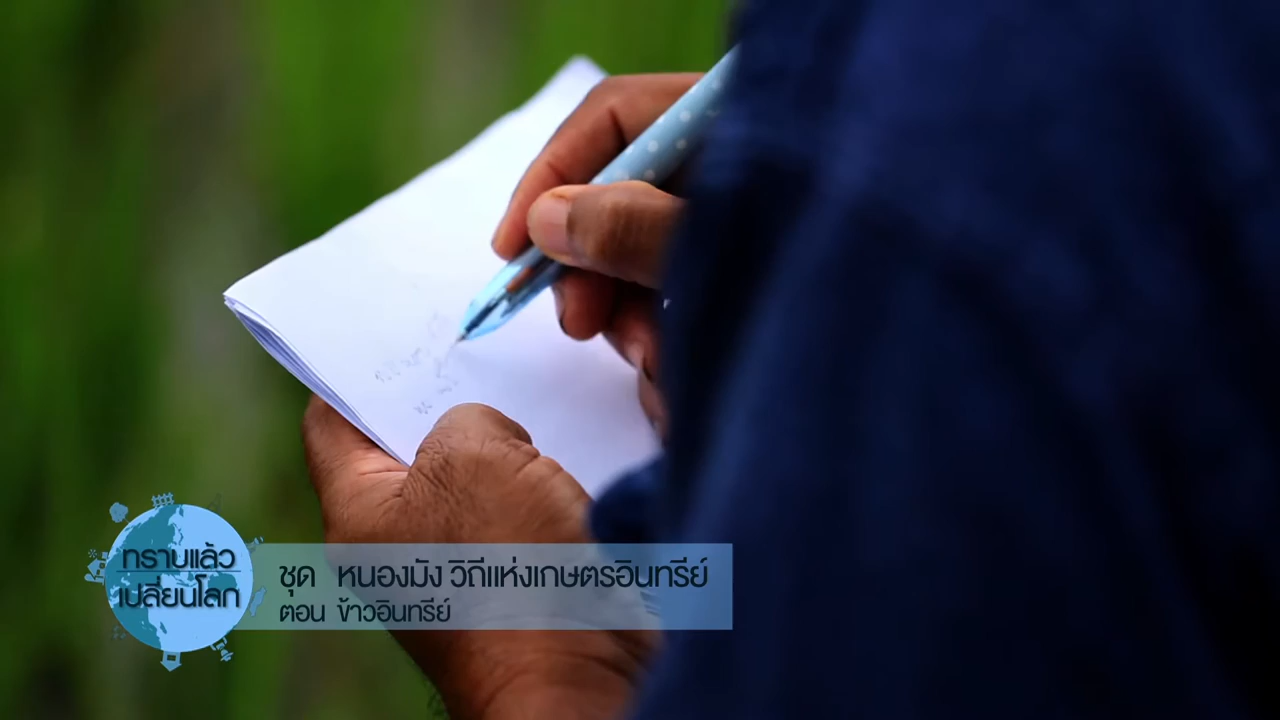 ทราบแล้ว
เปลี่ยนโลก
ชุด หนองมัง วิถีแห่งเกษตรอินทรีย์
ตอน ข้าวอินทรีย์